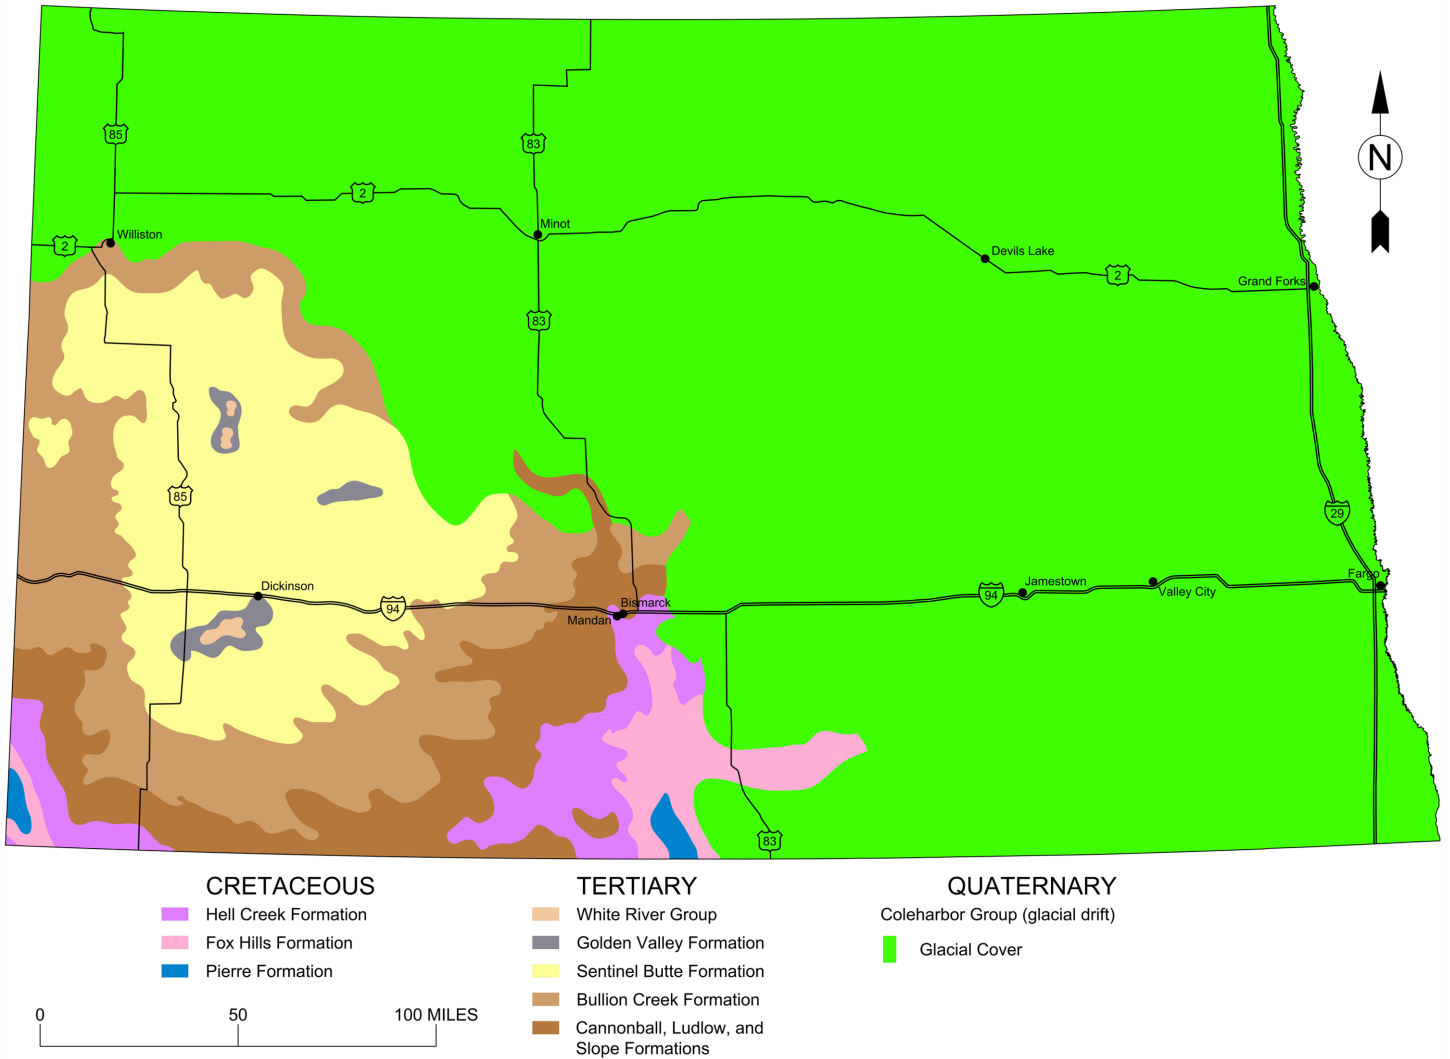 85
83
N
2
Minot
Williston
2
Devils Lake
2
Grand Forks
83
85
29
Fargo
Dickinson
Jamestown
94
94
Valley City
Bismarck
Mandan
83
CRETACEOUS
Hell Creek Formation
Fox Hills Formation
Pierre Formation
0 50 100 MILES
TERTIARY
White River Group
Golden Valley Formation
Sentinel Butte Formation
Bullion Creek Formation
Cannonball, Ludlow, and
Slope Formations
QUATERNARY
Coleharbor Group (glacial drift)
Glacial Cover